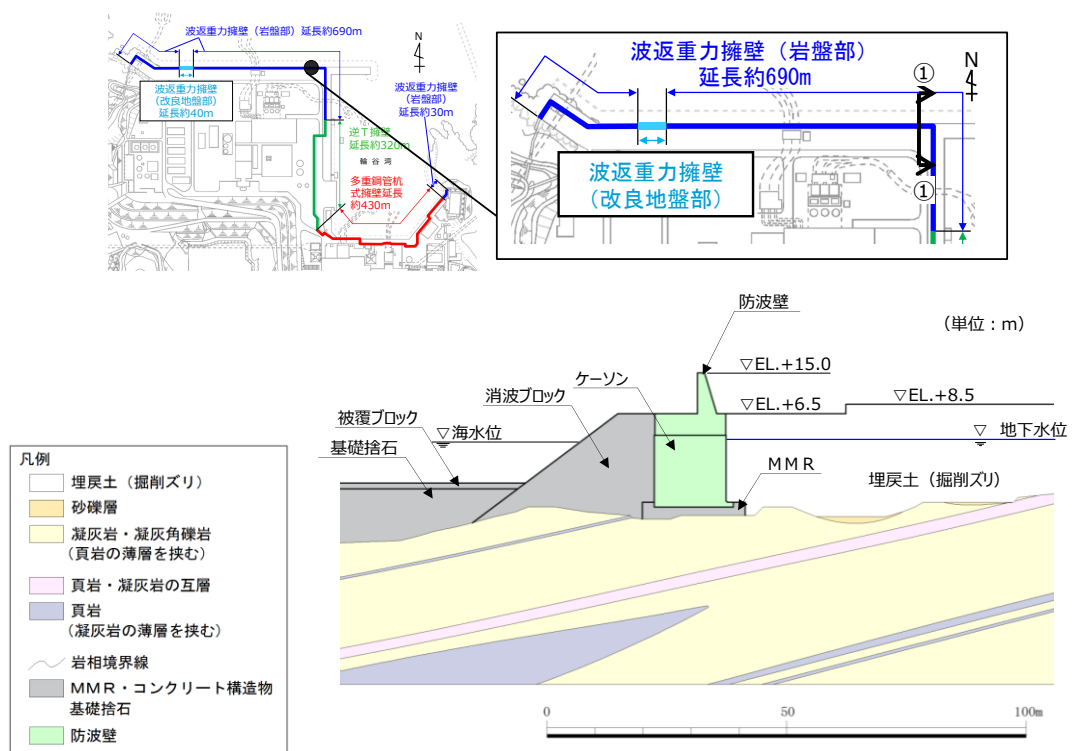 波返重力擁壁（岩盤部）延長約690m
N
波返重力擁壁
（改良地盤部）
延長約40m
波返重力擁壁
（岩盤部）
延長約30m
逆Ｔ擁壁
延長約320m
輪谷湾
多重鋼管杭
式擁壁延長
約430m
波返重力擁壁（岩盤部）
延長約690m
①
N
波返重力擁壁
（改良地盤部）
①
防波壁
（単位：m）
▽EL.+15.0
ケーソン
消波ブロック
▽EL.+6.5
▽EL.+8.5
被覆ブロック
▽海水位
▽ 地下水位
基礎捨石
ＭＭＲ
埋戻土（掘削ズリ）
凡例
埋戻土（掘削ズリ）
砂礫層
凝灰岩・凝灰角礫岩
（頁岩の薄層を挟む）
頁岩・凝灰岩の互層
頁岩
（凝灰岩の薄層を挟む）
岩相境界線
ＭＭＲ・コンクリート構造物
基礎捨石
防波壁
0 50 100m